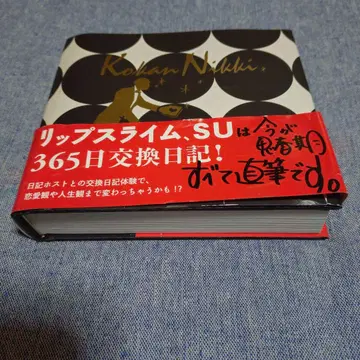 Kokan Nikki.
リップスライム、SU
365日交換日記!
日記ホストとの交換日記体験で、
恋愛観や人生観まで変わっちゃうかも!?
は今が
思春期
すべて直筆です。